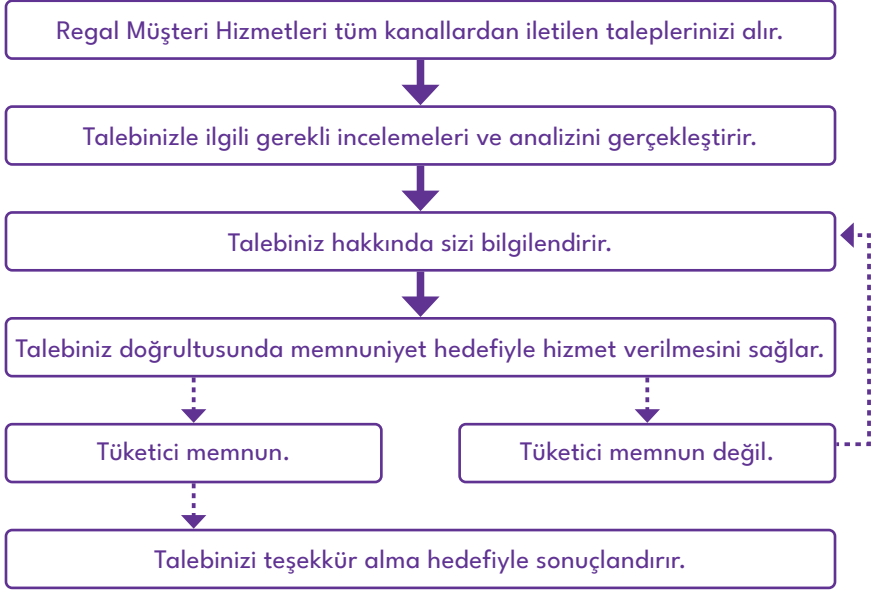 Regal Müşteri Hizmetleri tüm kanallardan iletilen taleplerinizi alır.
Talebinizle ilgili gerekli incelemeleri ve analizini gerçekleştirir.
Talebiniz hakkında sizi bilgilendirir.
Talebiniz doğrultusunda memnuniyet hedefiyle hizmet verilmesini sağlar.
Tüketici memnun.
Tüketici memnun değil.
Talebinizi teşekkür alma hedefiyle sonuçlandırır.